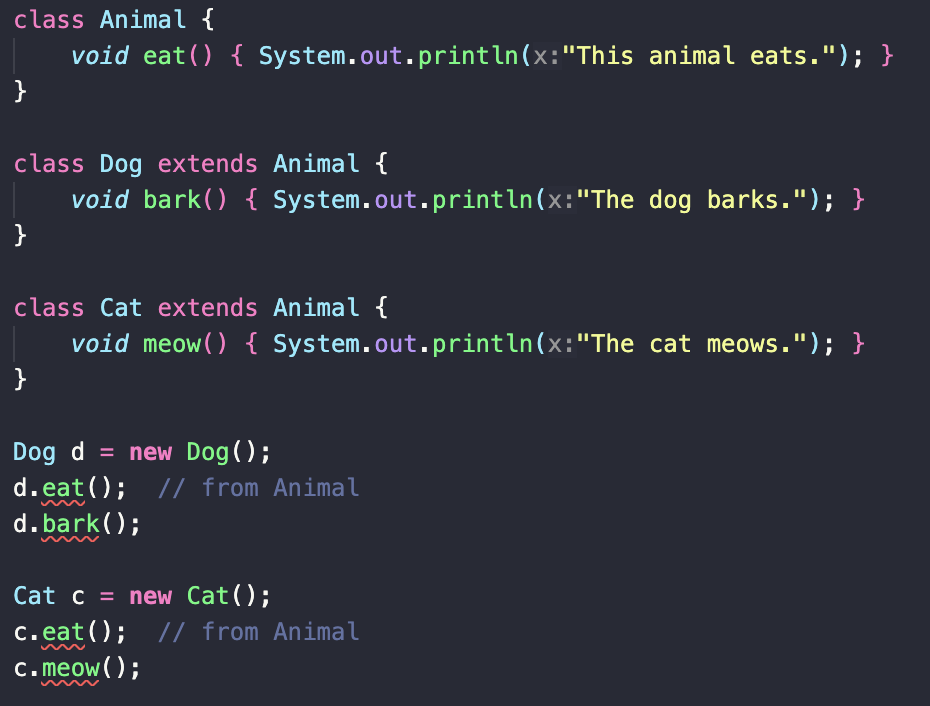 class Animal {
    void eat() { System.out.println(x:"This animal eats."); }
}

class Dog extends Animal {
    void bark() { System.out.println(x:"The dog barks."); }
}

class Cat extends Animal {
    void meow() { System.out.println(x:"The cat meows."); }
}

Dog d = new Dog();
d.eat();  // from Animal
d.bark();

Cat c = new Cat();
c.eat();  // from Animal
c.meow();